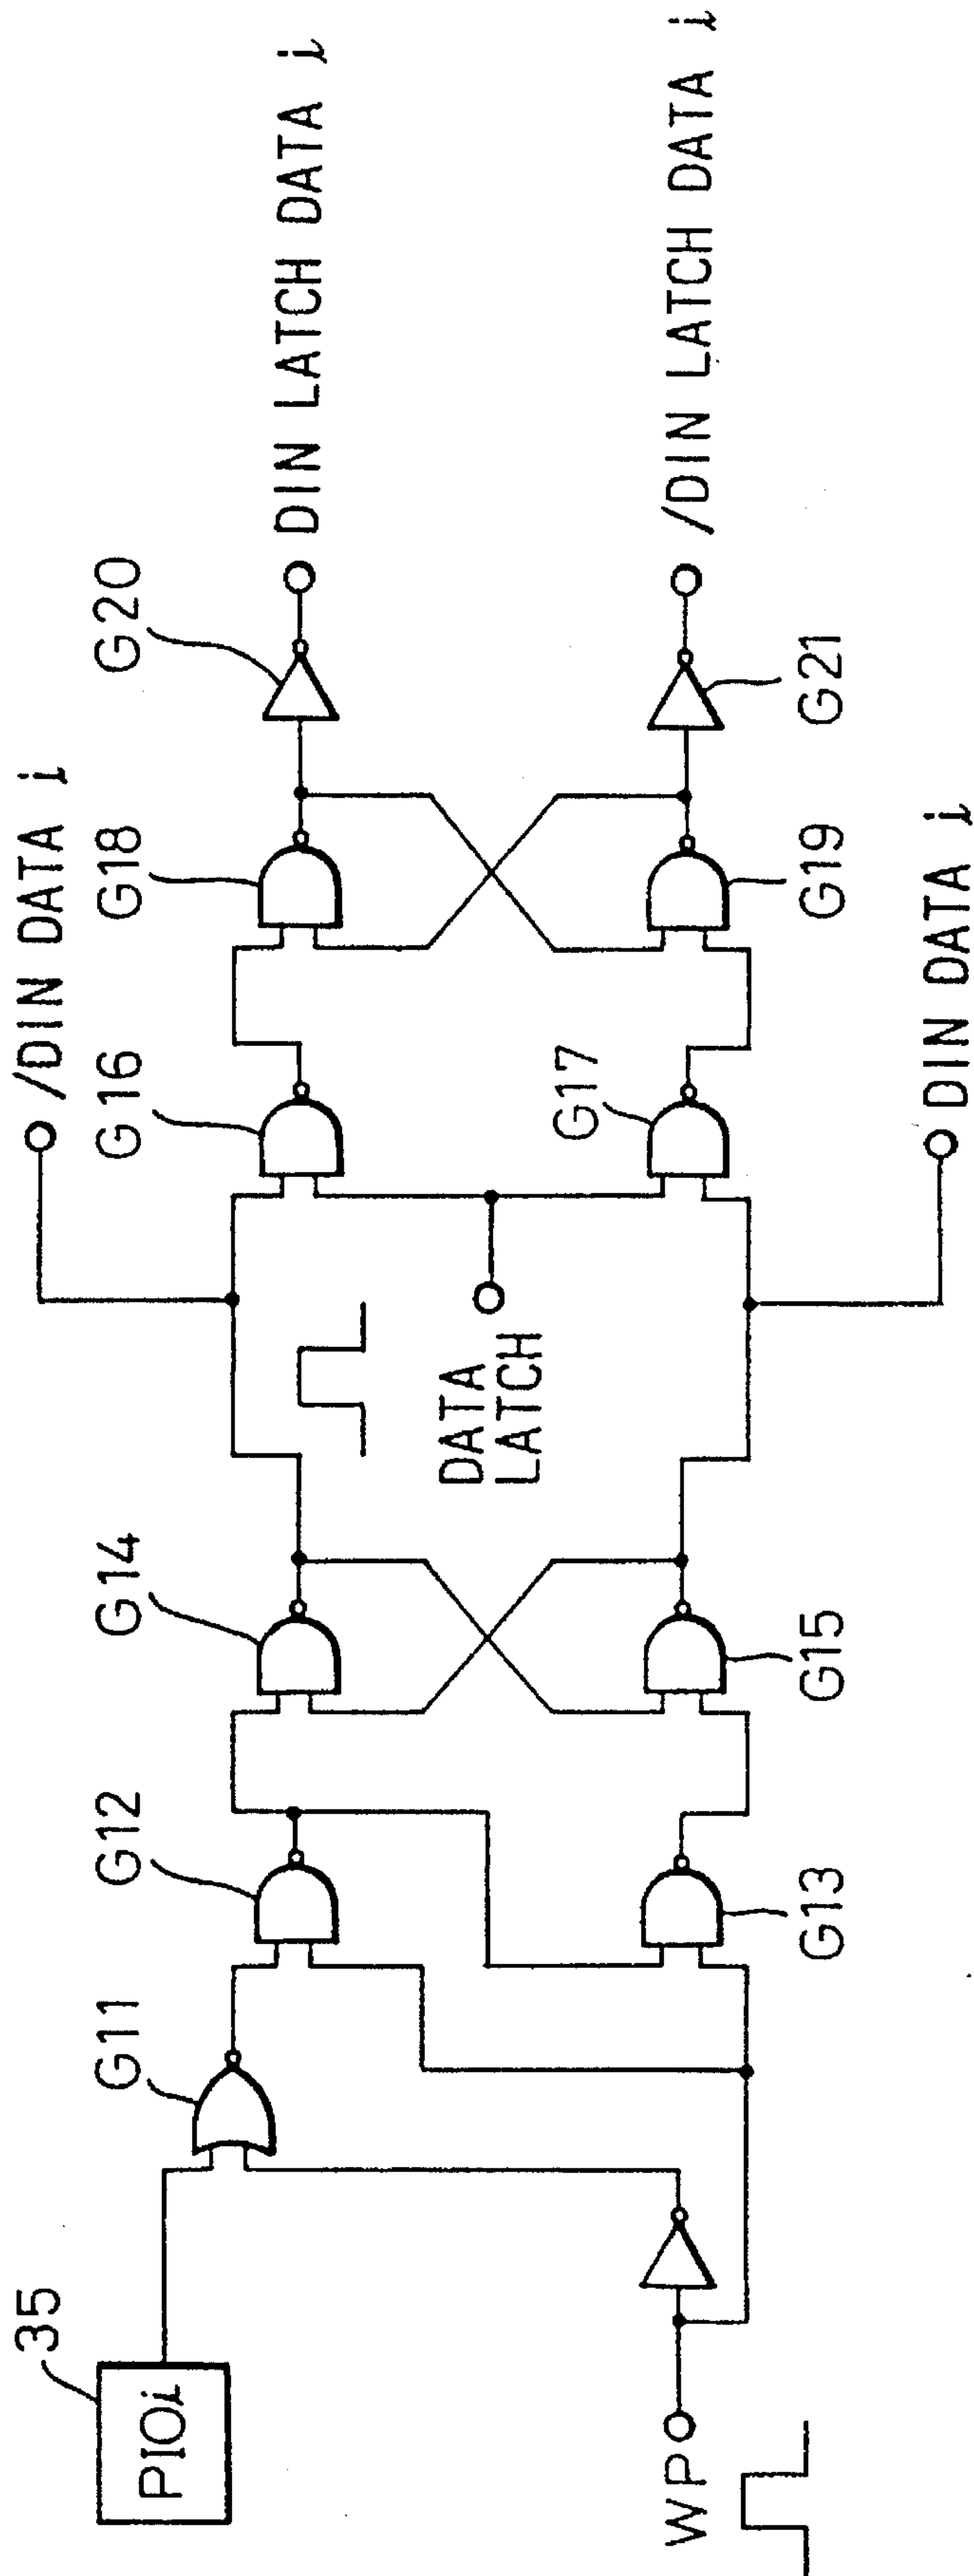 35
PIOi
WP
G11
G12
G13
G14
G15
/DIN DATA i
DATA
LATCH
DIN DATA i
G16
G17
G18
G19
G20
G21
DIN LATCH DATA i
/DIN LATCH DATA i